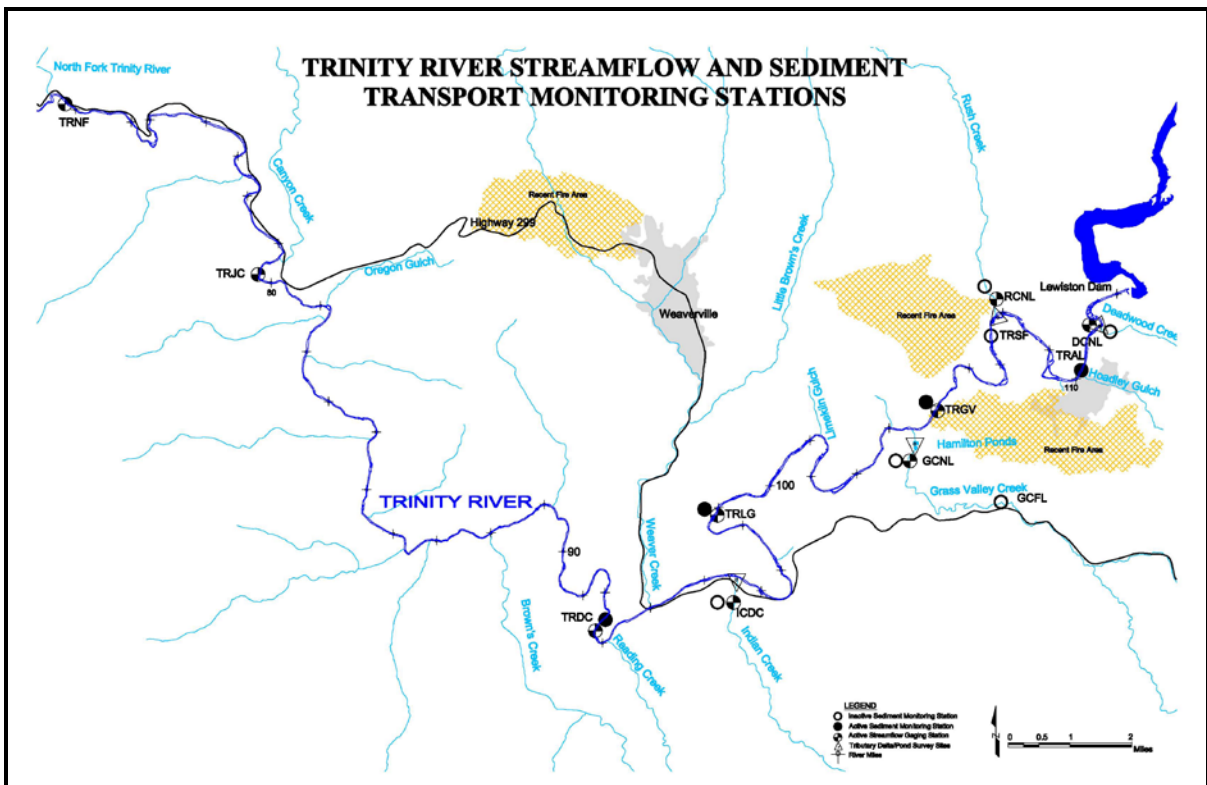 TRINITY RIVER STREAMFLOW AND SEDIMENT
TRANSPORT MONITORING STATIONS
North Fork Trinity River
TRNF
Canyon Creek
Rush Creek
Recent Fire Area
Highway 299
Oregon Gulch
TRJC
80
Weaverville
Little Brown's Creek
Lewiston Dam
RCNL
Deadwood Cree
Recent Fire Area
TRSF
DCNL
TRAL
Hoadley Gulch
110
Limekiln Gulch
TRGV
Hamilton Ponds
Recent Fire Area
GCNL
Grass Valley Creek
GCFL
100
TRINITY RIVER
TRLG
90
Weaver Creek
TRDC
ICDC
Brown's Creek
Reading Creek
Indian Creek
LEGEND
Inactive Sediment Monitoring Station
Active Sediment Monitoring Station
Active Streamflow Gaging Station
Tributary Delta/Pond Survey Sites
River Miles
N
0 0.5 1 2
Miles